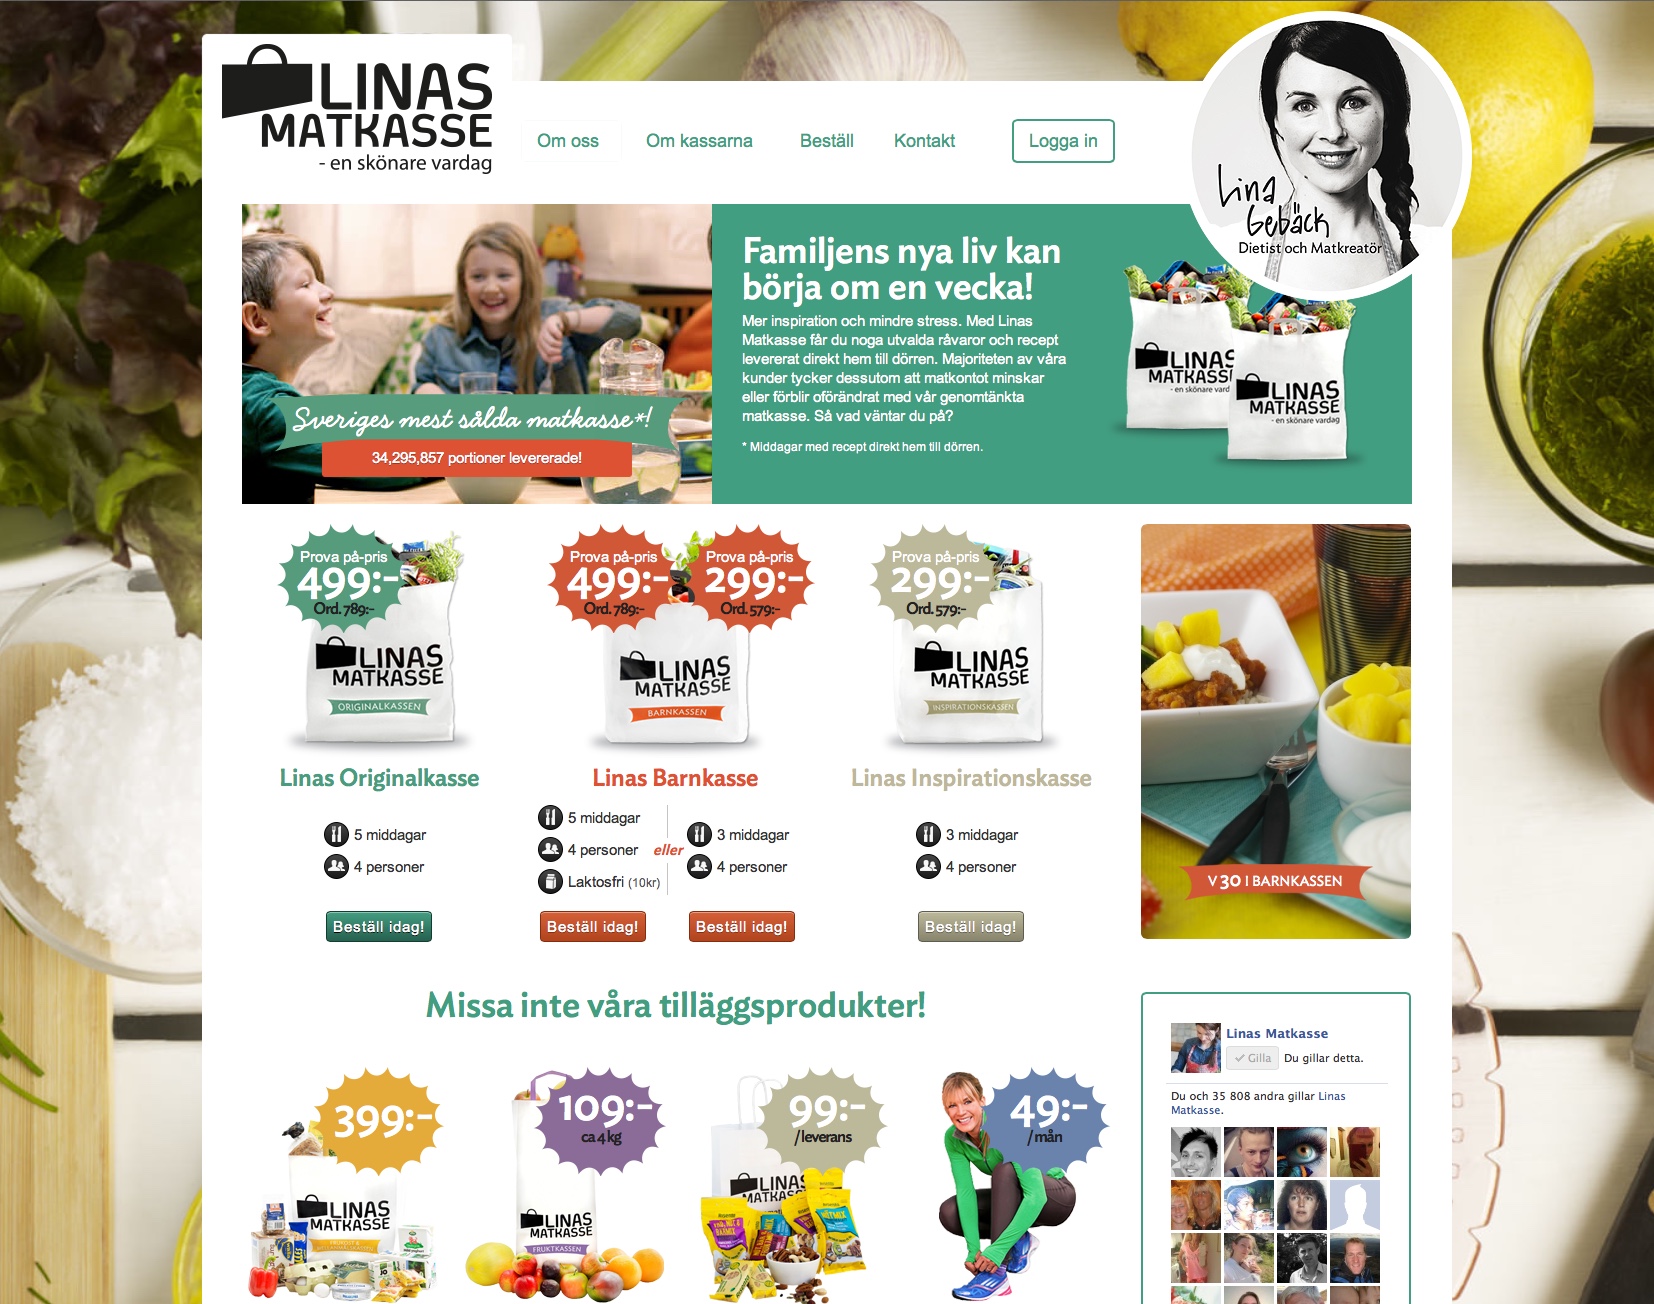 LINAS
MATKASSE
- en skönare vardag
Om oss
Om kassarna
Beställ
Kontakt
Logga in
Lina
Gebäck
Dietist och Matkreatör
Sveriges mest sålda matkasse*!
34,295,857 portioner levererade!
Familjens nya liv kan
börja om en vecka!
Mer inspiration och mindre stress. Med Linas
Matkasse får du noga utvalda råvaror och recept
levererat direkt hem till dörren. Majoriteten av våra
kunder tycker dessutom att matkontot minskar
eller förblir oförändrat med vår genomtänkta
matkasse. Så vad väntar du på?
* Middagar med recept direkt hem till dörren.
LINAS
MATKASSE
- en skönare vardag
LINAS
MATKASSE
- en skönare vardag
Prova på-pris
499:-
Ord. 789:-
LINAS
MATKASSE
ORIGINALKASSEN
Linas Originalkasse
5 middagar
4 personer
Beställ idag!
Prova på-pris
499:-
Ord. 789:-
Prova på-pris
299:-
Ord. 579:-
LINAS
MATKASSE
BARNKASSEN
Linas Barnkasse
5 middagar
4 personer
Laktosfri (10kr)
eller
3 middagar
4 personer
Beställ idag!
Beställ idag!
Prova på-pris
299:-
Ord. 579:-
LINAS
MATKASSE
INSPIRATIONSKASSEN
Linas Inspirationskasse
3 middagar
4 personer
Beställ idag!
V 30 I BARNKASSEN
Missa inte våra tilläggsprodukter!
399:-
LINAS
MATKASSE
109:-
ca 4 kg
LINAS
MATKASSE
FRUKTKASSEN
99:-
/leverans
LINAS
MATKASSE
49:-
/mån
Linas Matkasse
Gilla
Du gillar detta.
Du och 35 808 andra gillar Linas
Matkasse.